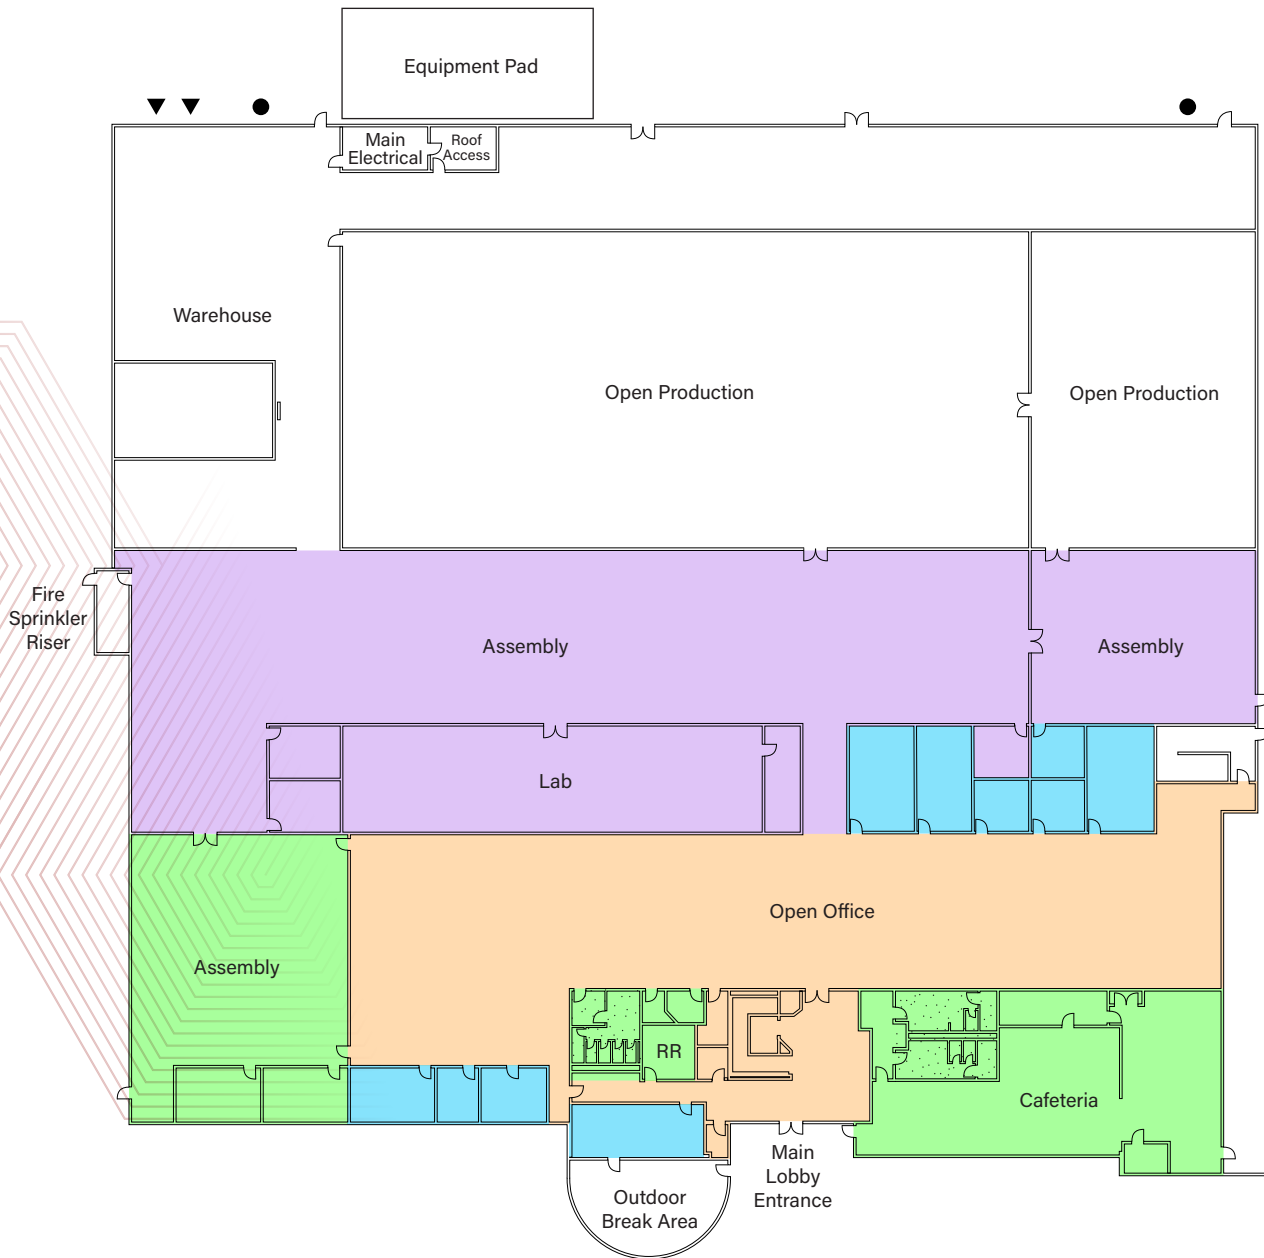 Equipment Pad
Main
Electrical
Roof
Access
Warehouse
Open Production
Open Production
Fire
Sprinkler
Riser
Assembly
Assembly
Lab
Open Office
Assembly
RR
Cafeteria
Main
Lobby
Entrance
Outdoor
Break Area